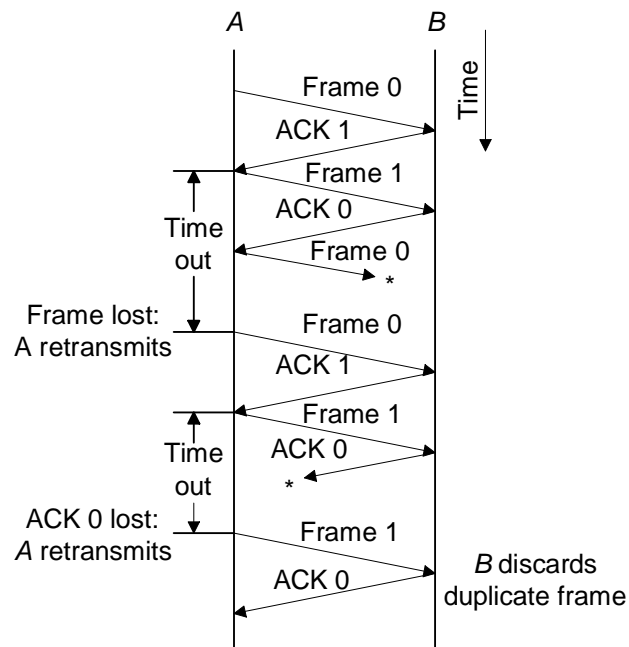 A
B
Time
Frame 0
ACK 1
Frame 1
ACK 0
Time
out
Frame 0
*
Frame lost:
A retransmits
Frame 0
ACK 1
Frame 1
ACK 0
Time
out
*
ACK 0 lost:
A retransmits
Frame 1
ACK 0
B discards
duplicate frame